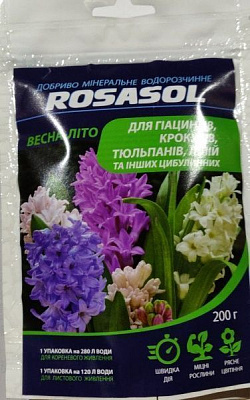 ДОБРИВО МІНЕРАЛЬНЕ ВОДОРОЗЧИННЕ
ROSASOL
ВЕСНА-ЛІТО
ДЛЯ ГІАЦИНТІВ,
КРОКУСІВ,
ТЮЛЬПАНІВ, ЛІЛІЙ
ТА ІНШИХ ЦИБУЛИННИХ
200 г
1 УПАКОВКА на 280 Л ВОДИ
ДЛЯ КОРЕНЕВОГО ЖИВЛЕННЯ
1 УПАКОВКА на 120 Л ВОДИ
ДЛЯ ЛИСТОВОГО ЖИВЛЕННЯ
ШВИДКА ДІЯ
МІЦНІ РОСЛИНИ
РЯСНЕ ЦВІТІННЯ